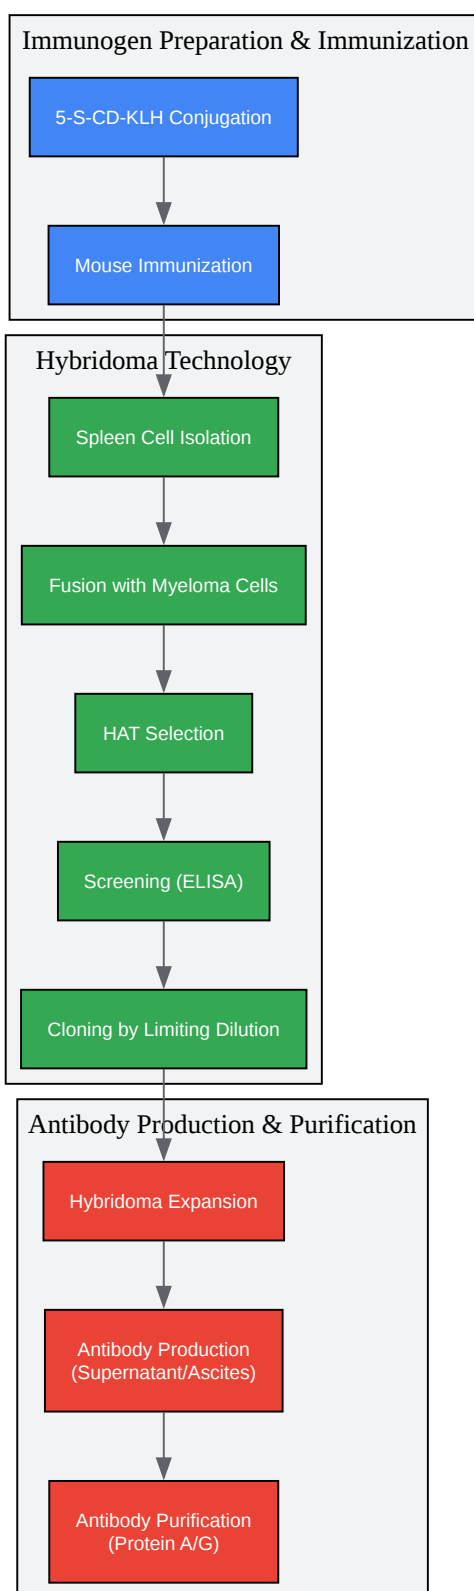 Immunogen Preparation & Immunization
5-S-CD-KLH Conjugation
Mouse Immunization
Hybridoma Technology
Spleen Cell Isolation
Fusion with Myeloma Cells
HAT Selection
Screening (ELISA)
Cloning by Limiting Dilution
Antibody Production & Purification
Hybridoma Expansion
Antibody Production
(Supernatant/Ascites)
Antibody Purification
(Protein A/G)